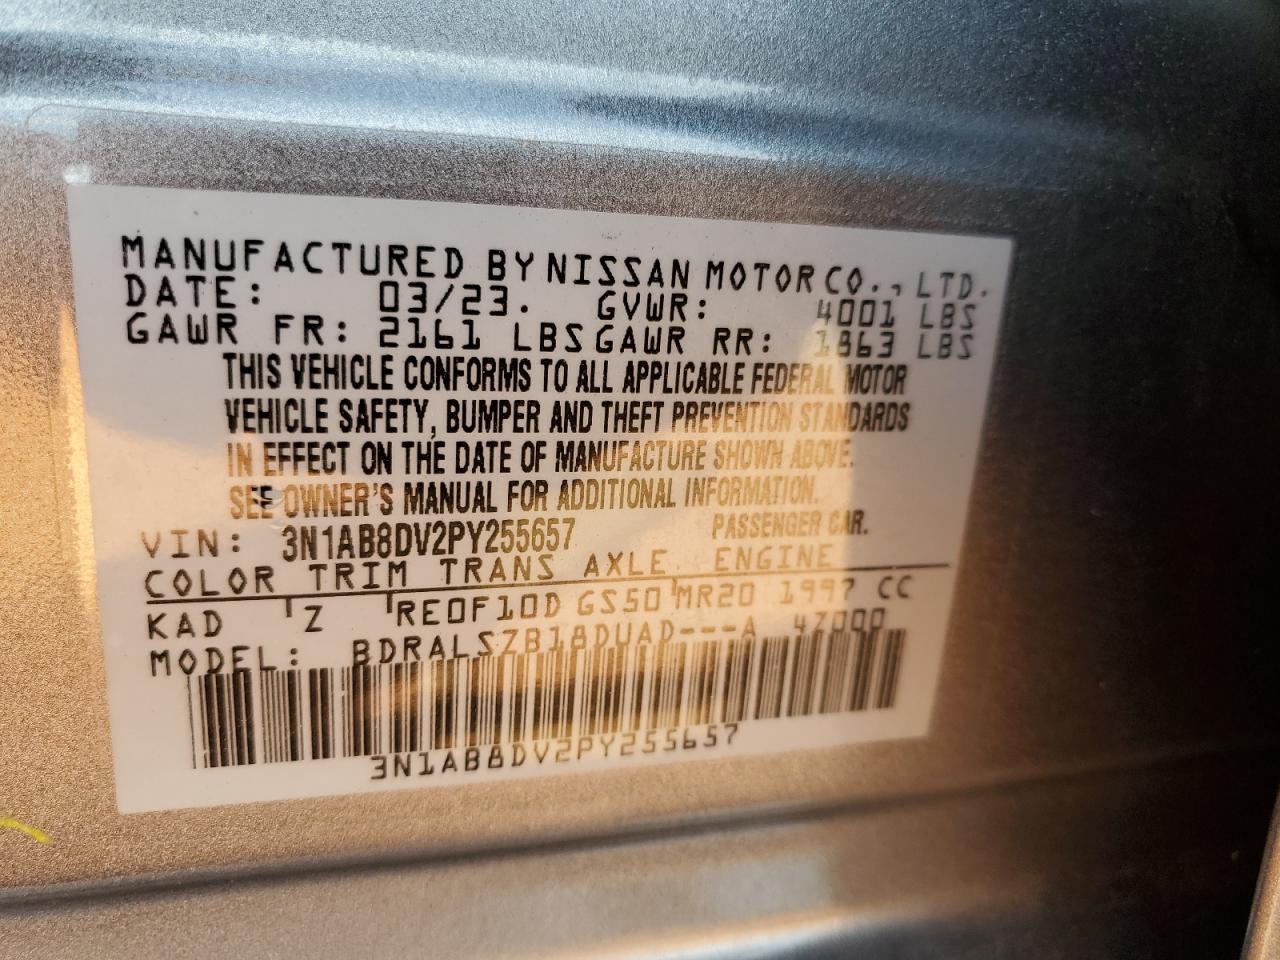 MANUFACTURED BY NISSAN MOTOR CO., LTD.
DATE: 03/23. GVWR: 4001 LBS
GAWR FR: 2161 LBS GAWR RR: 1863 LBS
THIS VEHICLE CONFORMS TO ALL APPLICABLE FEDERAL MOTOR
VEHICLE SAFETY, BUMPER AND THEFT PREVENTION STANDARDS
IN EFFECT ON THE DATE OF MANUFACTURE SHOWN ABOVE.
SEE OWNER'S MANUAL FOR ADDITIONAL INFORMATION.
VIN: 3N1AB8DV2PY255657 PASSENGER CAR.
COLOR TRIM TRANS AXLE ENGINE
KAD Z RE0F10D GS50 MR20 1997 CC
MODEL: BDRALSZB18DUAD---A 47000
3N1AB8DV2PY255657